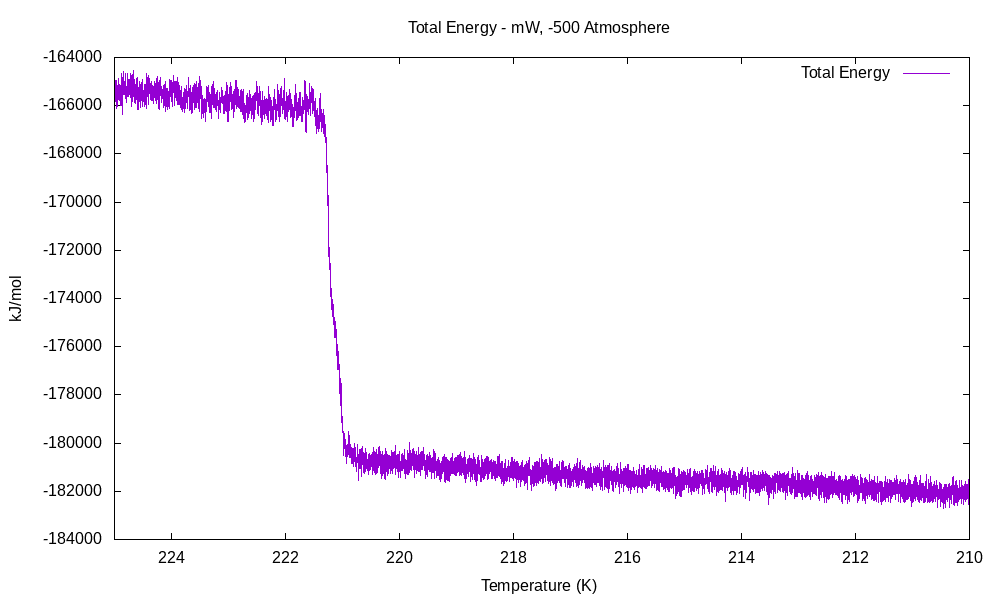 Total Energy - mW, -500 Atmosphere
Total Energy
-164000
-166000
-168000
-170000
-172000
-174000
-176000
-178000
-180000
-182000
-184000
kJ/mol
224 222 220 218 216 214 212 210
Temperature (K)